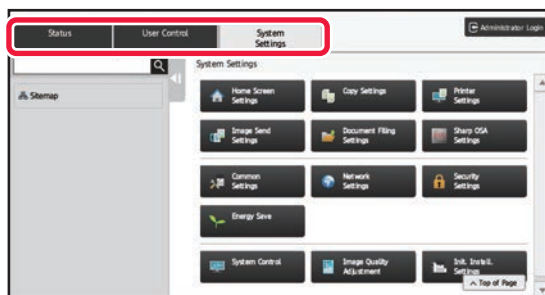 Status
User Control
System
Settings
Administrator Login
System Settings
Sitemap
Home Screen
Settings
Copy Settings
Printer
Settings
Image Send
Settings
Document Filing
Settings
Sharp OSA
Settings
Common
Settings
Network
Settings
Security
Settings
Energy Save
System Control
Image Quality
Adjustment
Init. Install.
Settings
Top of Page